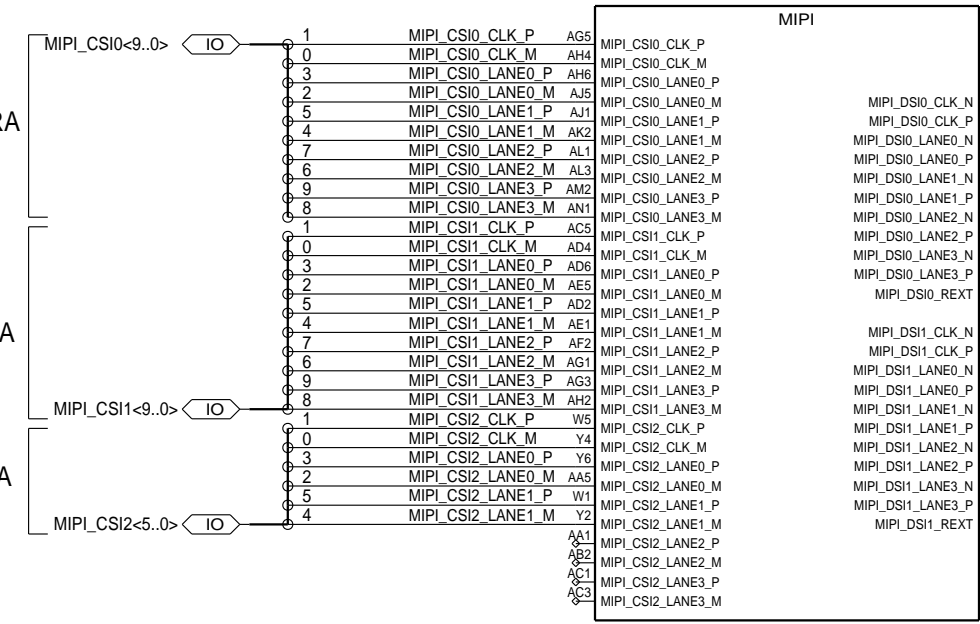 MIPI
MIPI_CSI0<9..0> IO
1 MIPI_CSI0_CLK_P AG5 MIPI_CSI0_CLK_P
0 MIPI_CSI0_CLK_M AH4 MIPI_CSI0_CLK_M
3 MIPI_CSI0_LANE0_P AH6 MIPI_CSI0_LANE0_P
2 MIPI_CSI0_LANE0_M AJ5 MIPI_CSI0_LANE0_M MIPI_DSI0_CLK_N
RA
5 MIPI_CSI0_LANE1_P AJ1 MIPI_CSI0_LANE1_P MIPI_DSI0_CLK_P
4 MIPI_CSI0_LANE1_M AK2 MIPI_CSI0_LANE1_M MIPI_DSI0_LANE0_N
7 MIPI_CSI0_LANE2_P AL1 MIPI_CSI0_LANE2_P MIPI_DSI0_LANE0_P
6 MIPI_CSI0_LANE2_M AL3 MIPI_CSI0_LANE2_M MIPI_DSI0_LANE1_N
9 MIPI_CSI0_LANE3_P AM2 MIPI_CSI0_LANE3_P MIPI_DSI0_LANE1_P
8 MIPI_CSI0_LANE3_M AN1 MIPI_CSI0_LANE3_M MIPI_DSI0_LANE2_N
1 MIPI_CSI1_CLK_P AC5 MIPI_CSI1_CLK_P MIPI_DSI0_LANE2_P
0 MIPI_CSI1_CLK_M AD4 MIPI_CSI1_CLK_M MIPI_DSI0_LANE3_N
3 MIPI_CSI1_LANE0_P AD6 MIPI_CSI1_LANE0_P MIPI_DSI0_LANE3_P
2 MIPI_CSI1_LANE0_M AE5 MIPI_CSI1_LANE0_M MIPI_DSI0_REXT
5 MIPI_CSI1_LANE1_P AD2 MIPI_CSI1_LANE1_P
A
4 MIPI_CSI1_LANE1_M AE1 MIPI_CSI1_LANE1_M MIPI_DSI1_CLK_N
7 MIPI_CSI1_LANE2_P AF2 MIPI_CSI1_LANE2_P MIPI_DSI1_CLK_P
6 MIPI_CSI1_LANE2_M AG1 MIPI_CSI1_LANE2_M MIPI_DSI1_LANE0_N
9 MIPI_CSI1_LANE3_P AG3 MIPI_CSI1_LANE3_P MIPI_DSI1_LANE0_P
MIPI_CSI1<9..0> IO 8 MIPI_CSI1_LANE3_M AH2 MIPI_CSI1_LANE3_M MIPI_DSI1_LANE1_N
1 MIPI_CSI2_CLK_P W5 MIPI_CSI2_CLK_P MIPI_DSI1_LANE1_P
0 MIPI_CSI2_CLK_M Y4 MIPI_CSI2_CLK_M MIPI_DSI1_LANE2_N
3 MIPI_CSI2_LANE0_P Y6 MIPI_CSI2_LANE0_P MIPI_DSI1_LANE2_P
A
2 MIPI_CSI2_LANE0_M AA5 MIPI_CSI2_LANE0_M MIPI_DSI1_LANE3_N
5 MIPI_CSI2_LANE1_P W1 MIPI_CSI2_LANE1_P MIPI_DSI1_LANE3_P
MIPI_CSI2<5..0> IO 4 MIPI_CSI2_LANE1_M Y2 MIPI_CSI2_LANE1_M MIPI_DSI1_REXT
AA1 MIPI_CSI2_LANE2_P
AB2 MIPI_CSI2_LANE2_M
AC1 MIPI_CSI2_LANE3_P
AC3 MIPI_CSI2_LANE3_M